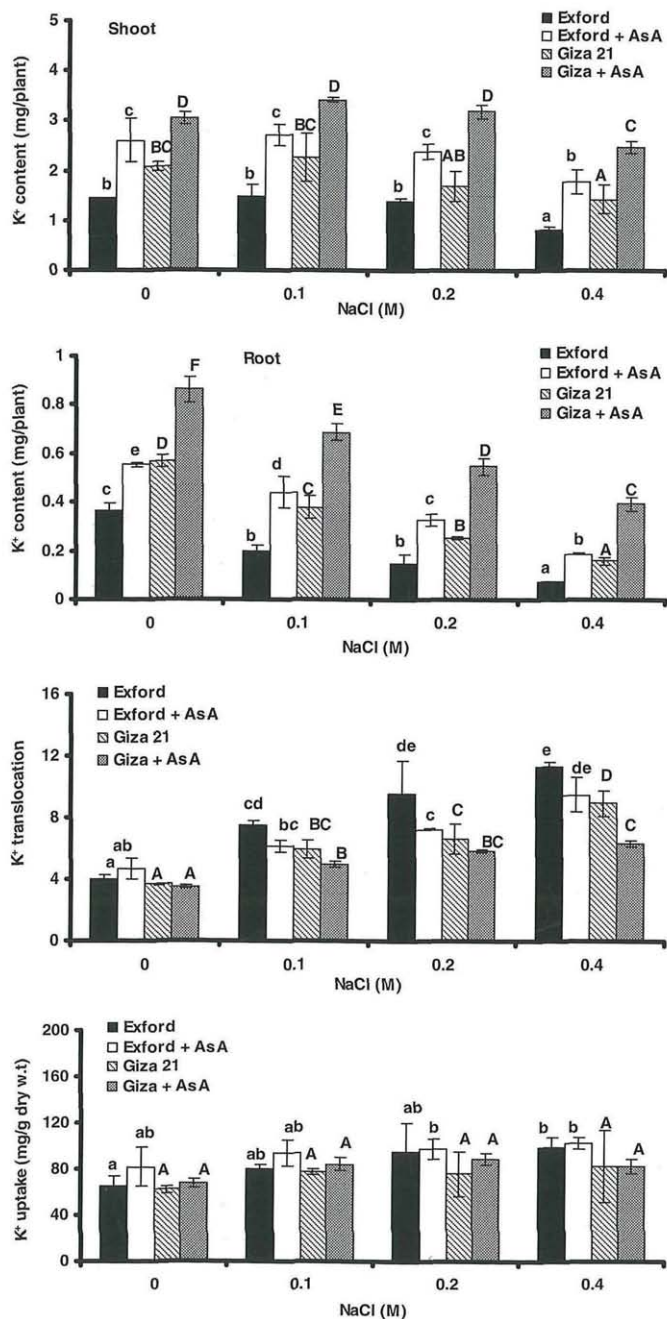 Shoot
Exford
Exford + AsA
Giza 21
Giza + AsA
K⁺ content (mg/plant)
5
4
3
2
1
0
b c BC D
b c BC D
b c AB D
a b A C
0 0.1 0.2 0.4
NaCl (M)
Root
Exford
Exford + AsA
Giza 21
Giza + AsA
K⁺ content (mg/plant)
1
0.8
0.6
0.4
0.2
0
c e D F
b d C E
b c B D
a b A C
0 0.1 0.2 0.4
NaCl (M)
Exford
Exford + AsA
Giza 21
Giza + AsA
K⁺ translocation
16
12
8
4
0
a ab A A
cd bc BC B
de c C BC
e de D C
0 0.1 0.2 0.4
NaCl (M)
Exford
Exford + AsA
Giza 21
Giza + AsA
K⁺ uptake (mg/g dry w.t)
200
160
120
80
40
0
a ab A A
ab ab A A
ab b A A
b b A A
0 0.1 0.2 0.4
NaCl (M)